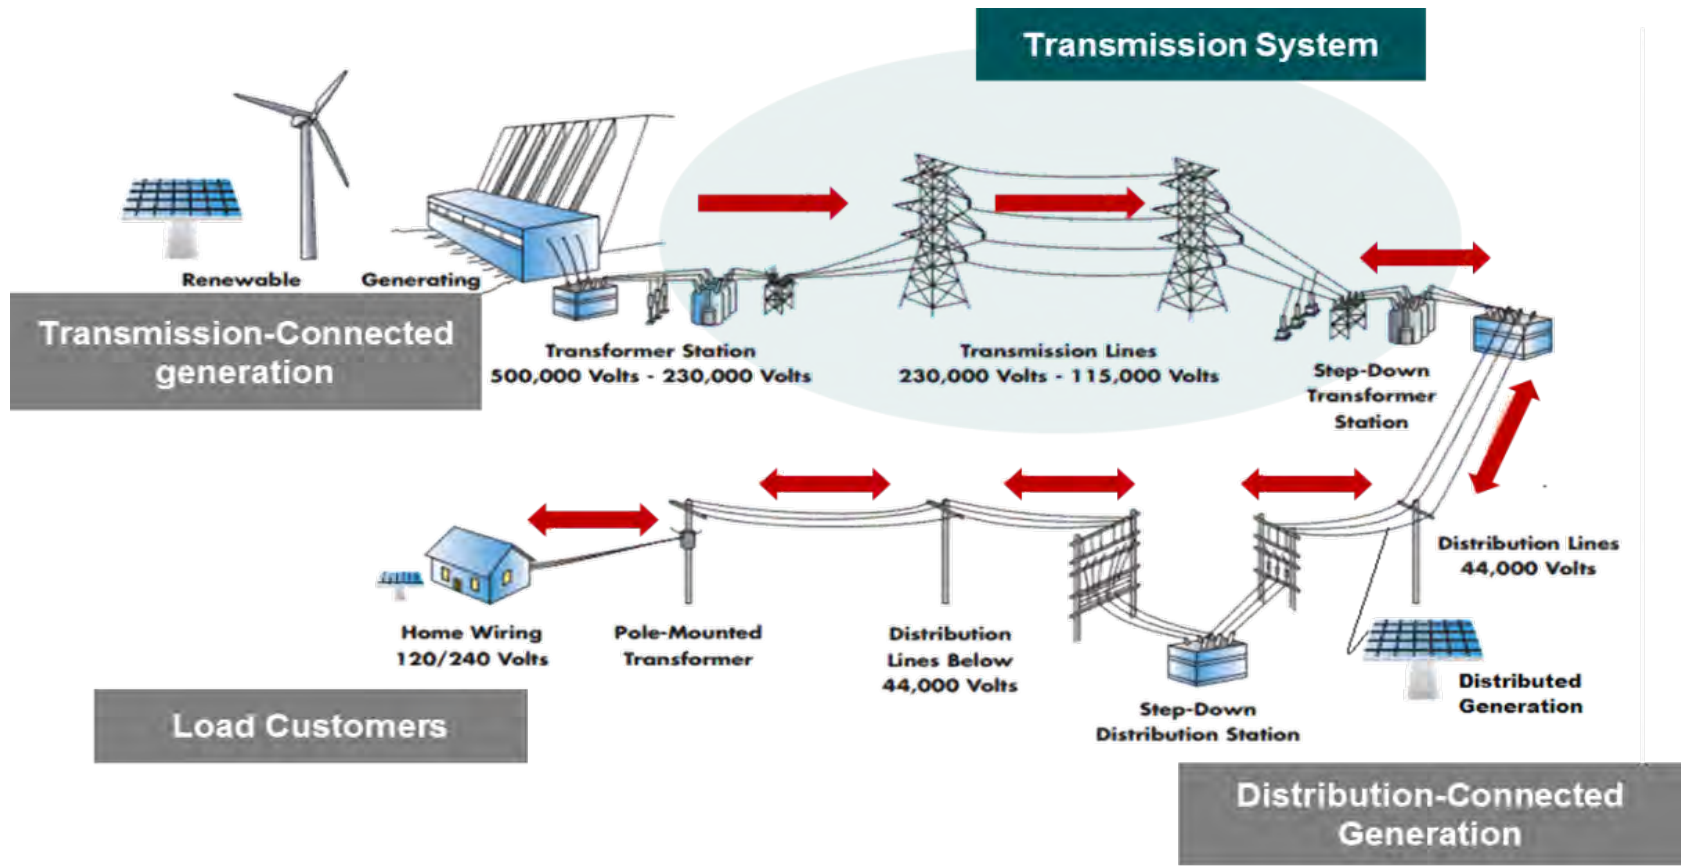 Transmission System
Renewable
Generating
Transmission-Connected
generation
Transformer Station
500,000 Volts - 230,000 Volts
Transmission Lines
230,000 Volts - 115,000 Volts
Step-Down
Transformer
Station
Distribution Lines
44,000 Volts
Home Wiring
120/240 Volts
Pole-Mounted
Transformer
Distribution
Lines Below
44,000 Volts
Step-Down
Distribution Station
Distributed
Generation
Load Customers
Distribution-Connected
Generation